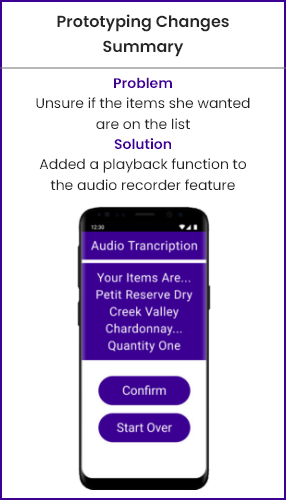 Prototyping Changes
Summary
Problem
Unsure if the items she wanted
are on the list
Solution
Added a playback function to
the audio recorder feature
12:30
Audio Trancription
Your Items Are...
Petit Reserve Dry
Creek Valley
Chardonnay...
Quantity One
Confirm
Start Over